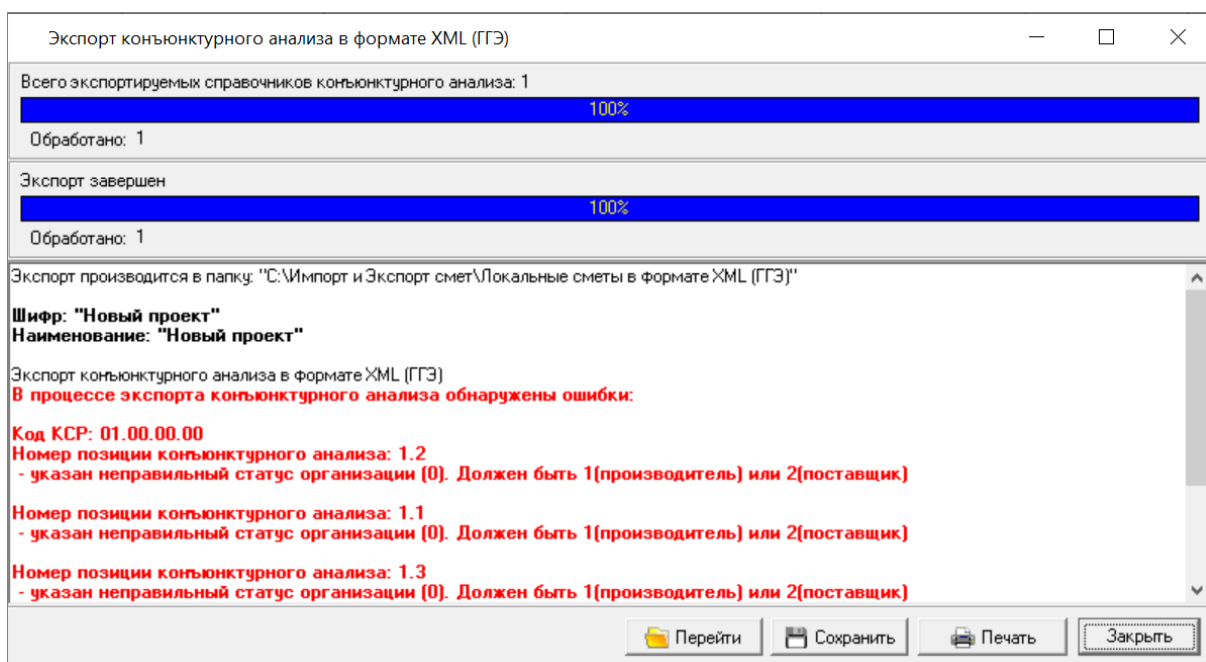 Экспорт конъюнктурного анализа в формате XML (ГГЭ)
Всего экспортируемых справочников конъюнктурного анализа: 1
100%
Обработано: 1
Экспорт завершен
100%
Обработано: 1
Экспорт производится в папку: "C:\Импорт и Экспорт смет\Локальные сметы в формате XML (ГГЭ)"
Шифр: "Новый проект"
Наименование: "Новый проект"
Экспорт конъюнктурного анализа в формате XML (ГГЭ)
В процессе экспорта конъюнктурного анализа обнаружены ошибки:
Код КСР: 01.00.00.00
Номер позиции конъюнктурного анализа: 1.2
- указан неправильный статус организации (0). Должен быть 1(производитель) или 2(поставщик)
Номер позиции конъюнктурного анализа: 1.1
- указан неправильный статус организации (0). Должен быть 1(производитель) или 2(поставщик)
Номер позиции конъюнктурного анализа: 1.3
- указан неправильный статус организации (0). Должен быть 1(производитель) или 2(поставщик)
Перейти Сохранить Печать Закрыть